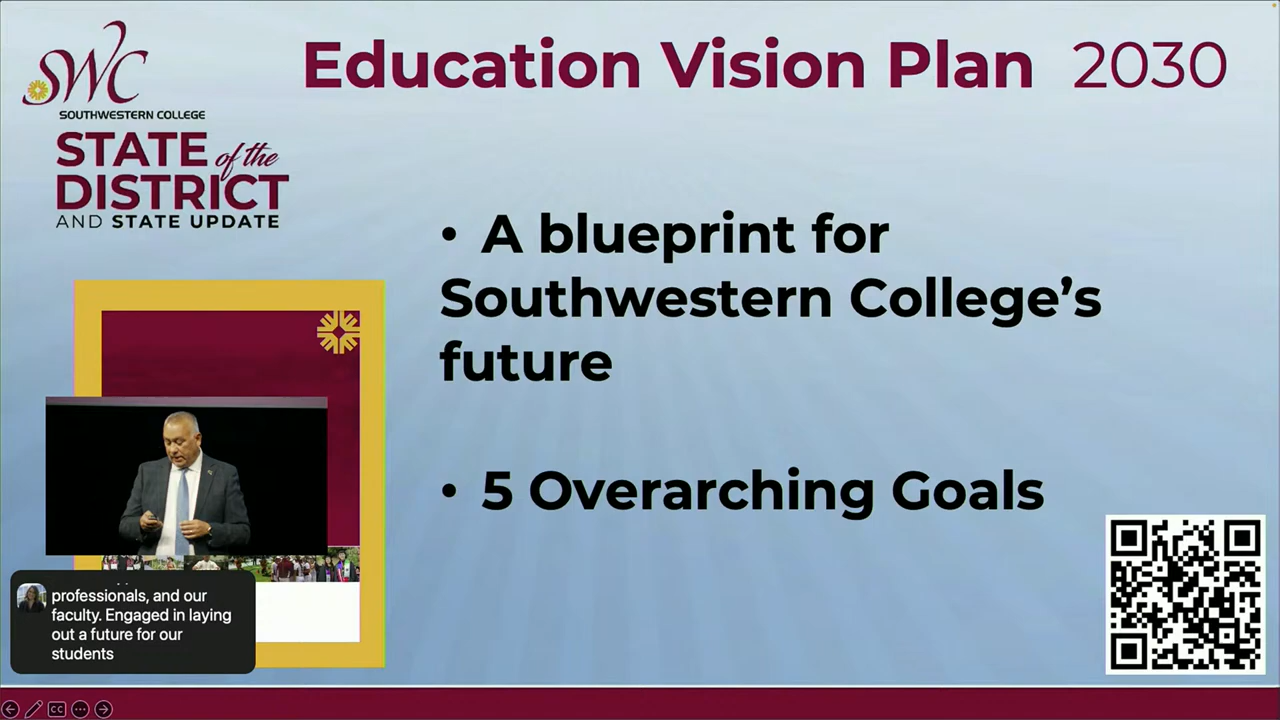 SWC
SOUTHWESTERN COLLEGE
STATE of the
DISTRICT
AND STATE UPDATE
Education Vision Plan 2030
• A blueprint for
Southwestern College’s
future
• 5 Overarching Goals
professionals, and our
faculty. Engaged in laying
out a future for our
students
CC